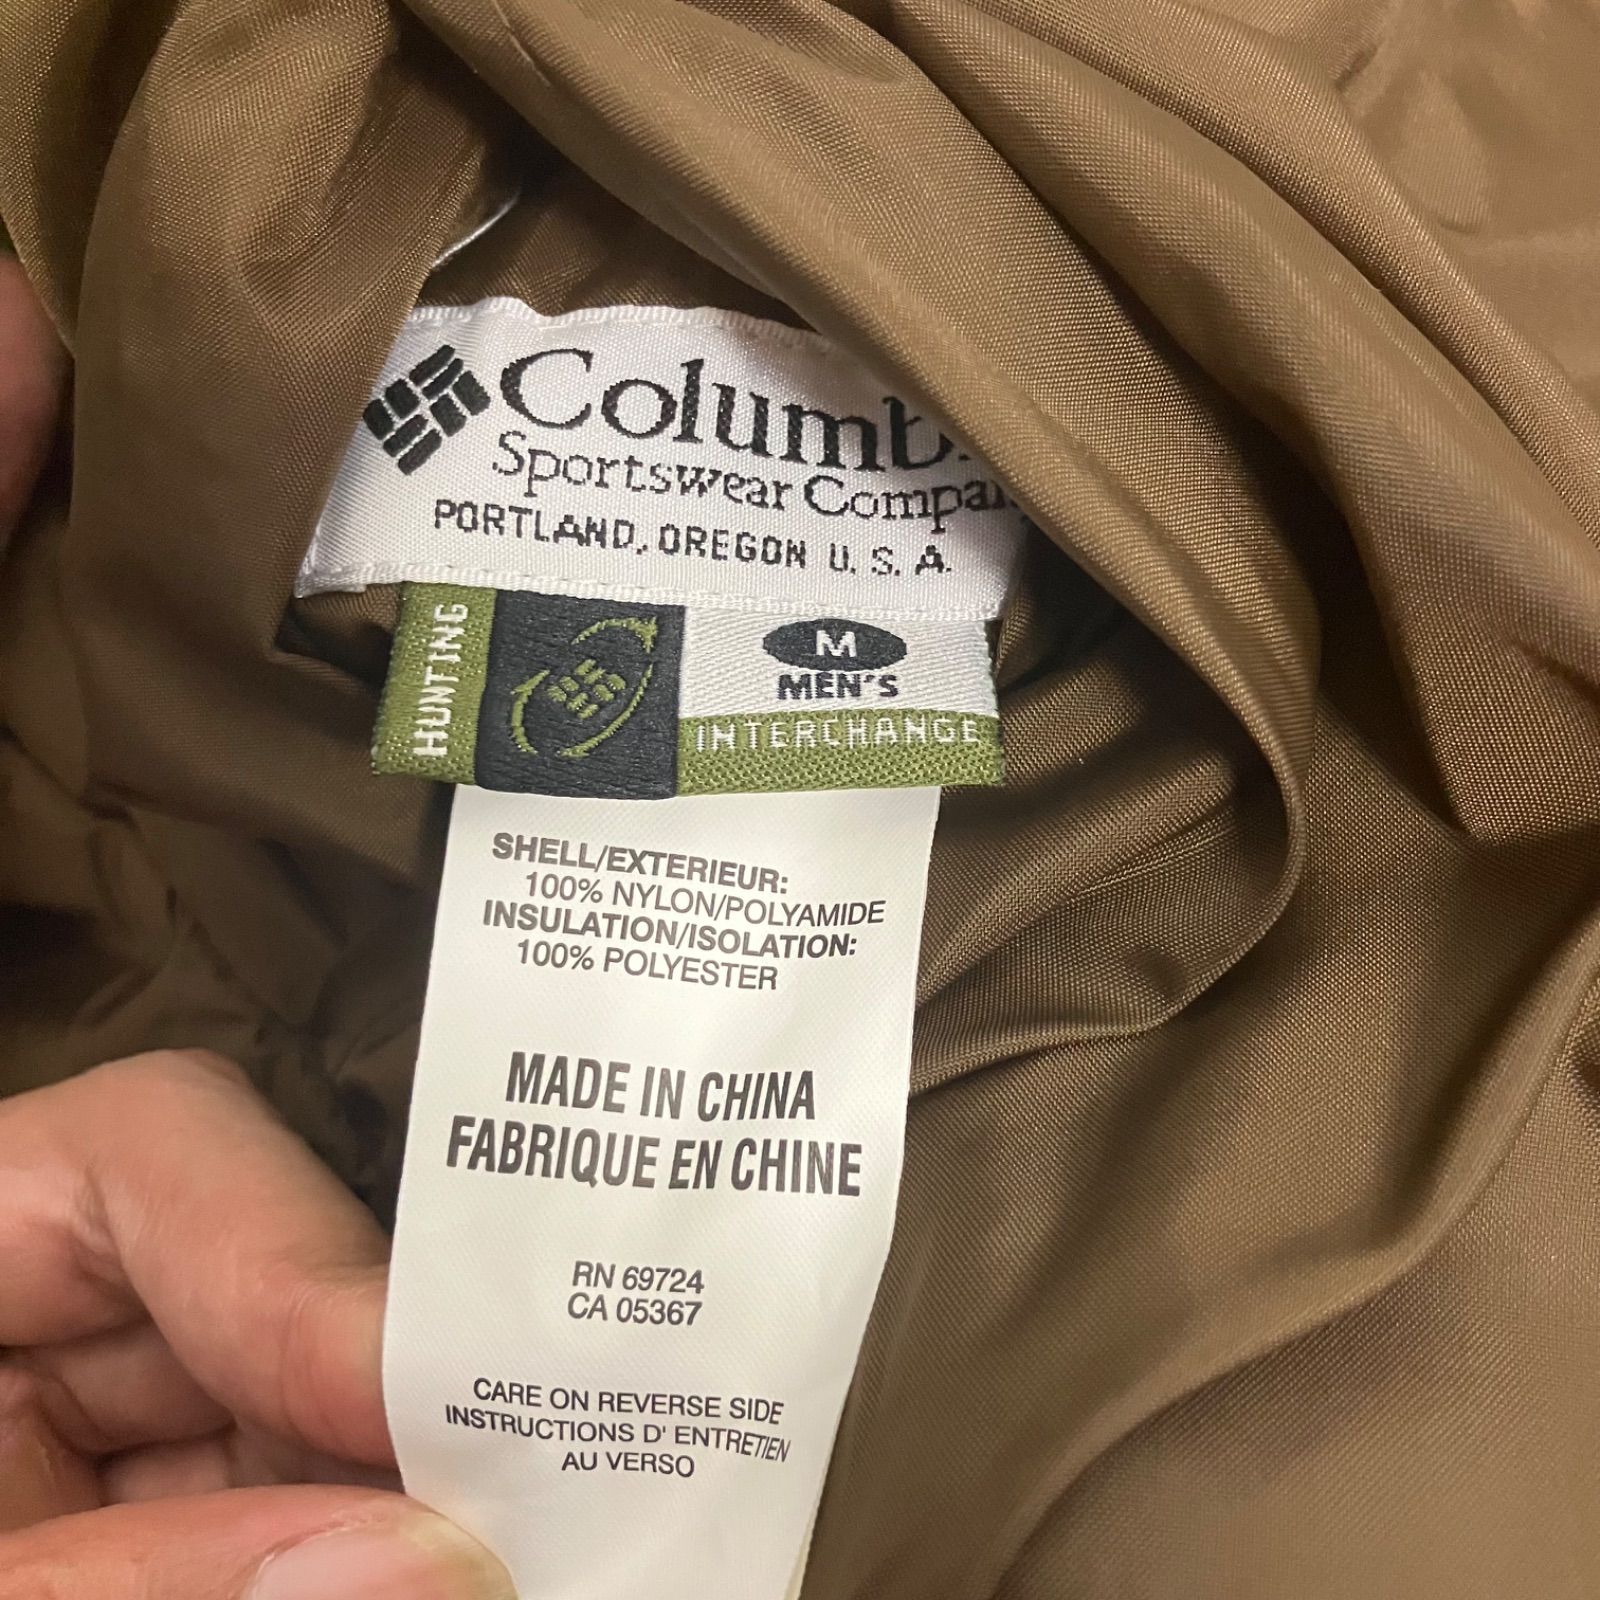 Columb
Sportswear Compa
PORTLAND, OREGON U.S.A.
HUNTING
M
MEN'S
INTERCHANGE
SHELL/EXTERIEUR:
100% NYLON/POLYAMIDE
INSULATION/ISOLATION:
100% POLYESTER
MADE IN CHINA
FABRIQUE EN CHINE
RN 69724
CA 05367
CARE ON REVERSE SIDE
INSTRUCTIONS D' ENTRETIEN
AU VERSO